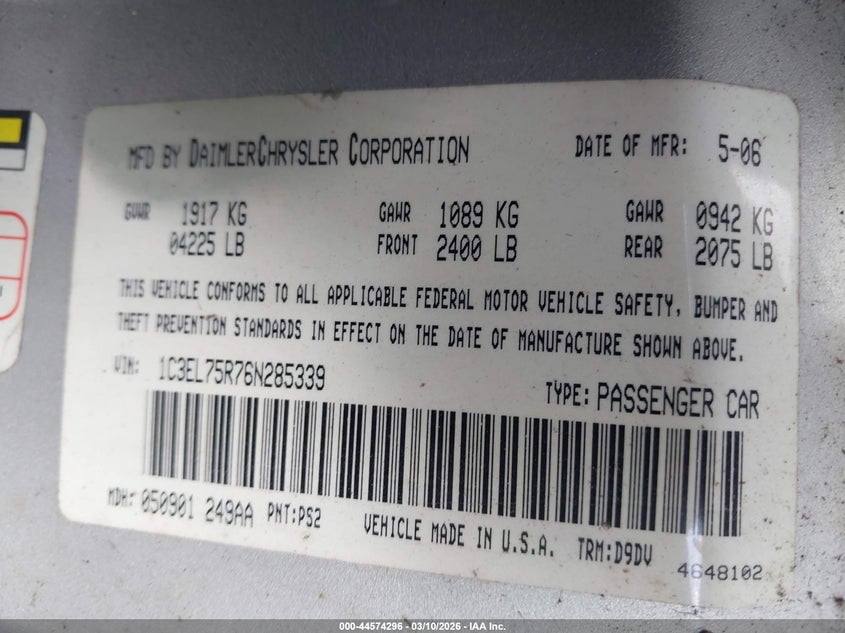 MFD BY DAIMLERCHRYSLER CORPORATION DATE OF MFR: 5-06
GVWR 1917 KG GAWR 1089 KG GAWR 0942 KG
04225 LB FRONT 2400 LB REAR 2075 LB
THIS VEHICLE CONFORMS TO ALL APPLICABLE FEDERAL MOTOR VEHICLE SAFETY, BUMPER AND
THEFT PREVENTION STANDARDS IN EFFECT ON THE DATE OF MANUFACTURE SHOWN ABOVE.
VIN: 1C3EL75R76N285339 TYPE: PASSENGER CAR
MDH: 050901 249AA PNT:PS2 VEHICLE MADE IN U.S.A. TRM:D9DV 4648102
000-44574296 - 03/10/2026 - IAA Inc.